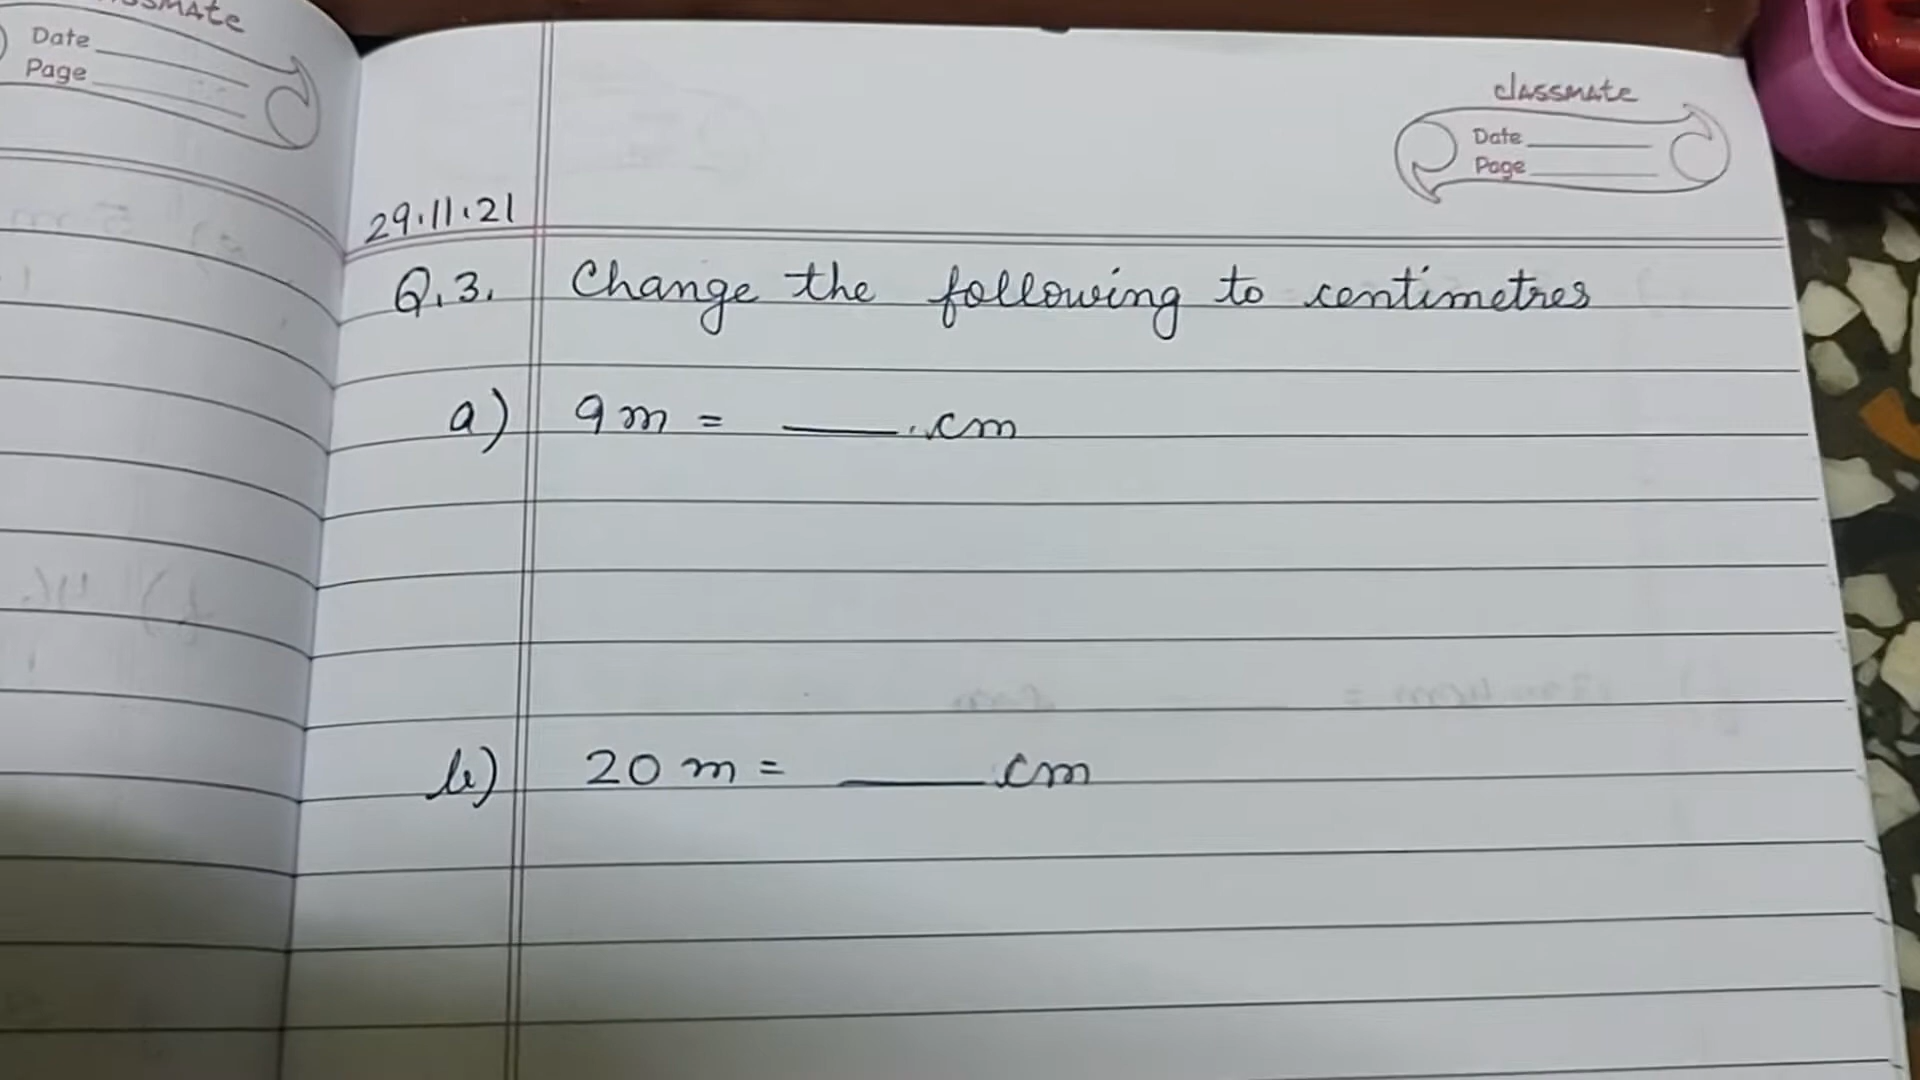 classmate
Date
Page
classmate
Date
Page
29.11.21
Q.3. Change the following to centimetres
a) 9m = ____ cm
b) 20 m = ____ cm